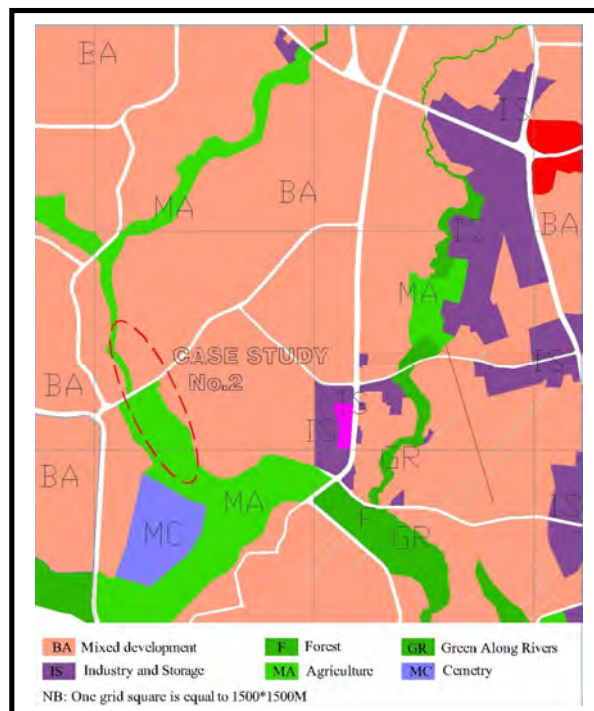 BA
IS
MA
BA
IS
BA
MA
CASE STUDY
No.2
IS
BA
IS
IS
GR
BA
MA
IS
F
MC
GR
BA Mixed development
F Forest
GR Green Along Rivers
IS Industry and Storage
MA Agriculture
MC Cemetry
NB: One grid square is equal to 1500*1500M